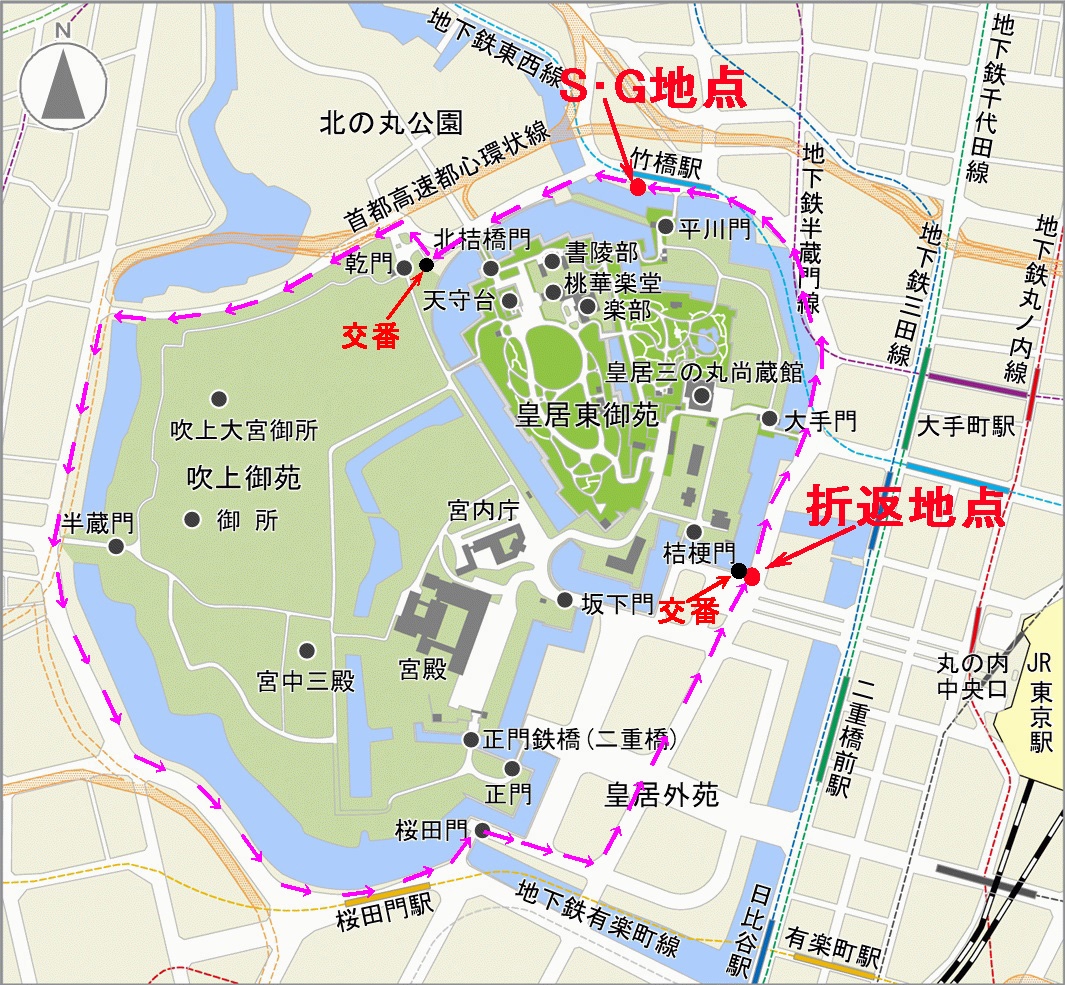 N
地下鉄東西線
S・G地点
地下鉄千代田線
北の丸公園
首都高速都心環状線
竹橋駅
地下鉄半蔵門線
地下鉄三田線
地下鉄丸ノ内線
北桔橋門
平川門
書陵部
乾門
桃華楽堂
天守台
楽部
交番
皇居三の丸尚蔵館
皇居東御苑
大手門
大手町駅
吹上大宮御所
吹上御苑
宮内庁
折返地点
半蔵門
御 所
桔梗門
坂下門
交番
宮中三殿
宮殿
丸の内
中央口
JR
東京駅
二重橋前駅
正門鉄橋(二重橋)
正門
皇居外苑
桜田門
桜田門駅
地下鉄有楽町線
日比谷駅
有楽町駅